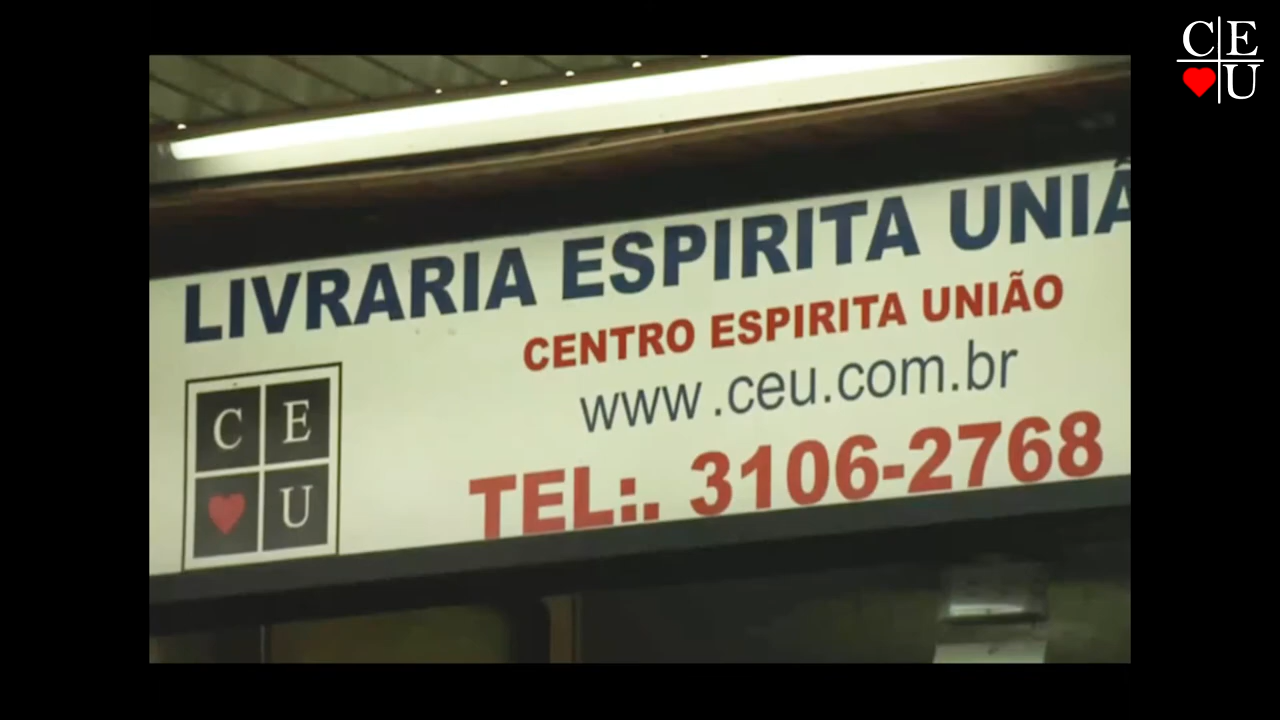 C E
U
LIVRARIA ESPIRITA UNIÃ
CENTRO ESPIRITA UNIÃO
www.ceu.com.br
TEL:. 3106-2768
C E
U